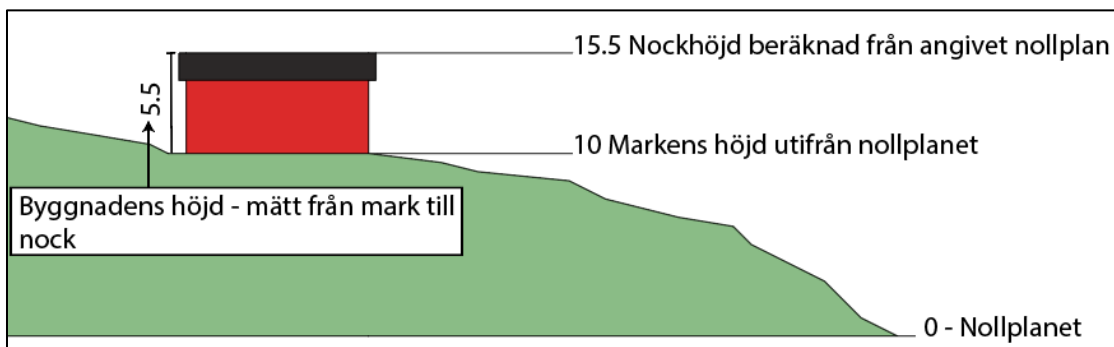 15.5 Nockhöjd beräknad från angivet nollplan
5.5
10 Markens höjd utifrån nollplanet
Byggnadens höjd - mätt från mark till
nock
0 - Nollplanet